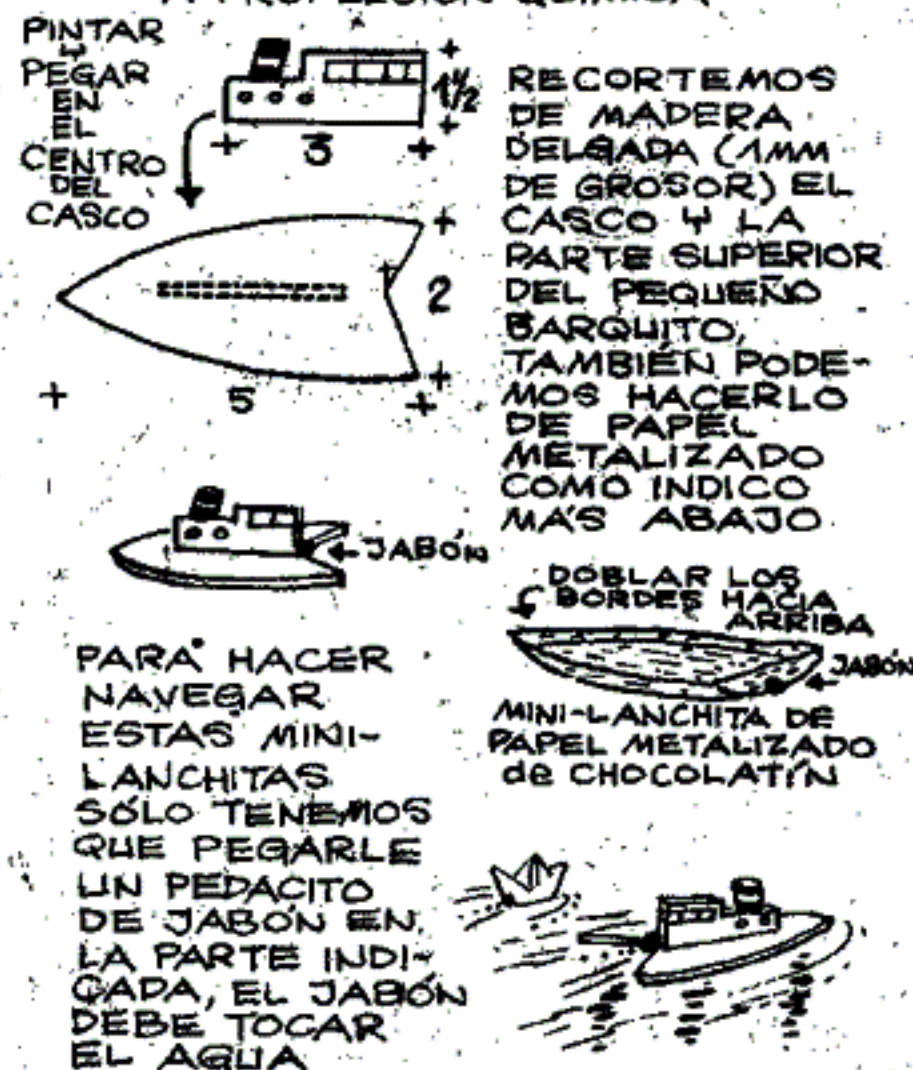 A PROPULSIÓN QUÍMICA
PINTAR
Y
PEGAR
EN
EL
CENTRO
DEL
CASCO
1½
3
2
5
RECORTEMOS
DE MADERA
DELGADA (1MM
DE GROSOR) EL
CASCO Y LA
PARTE SUPERIOR
DEL PEQUEÑO
BARQUITO,
TAMBIÉN PODE-
MOS HACERLO
DE PAPEL
METALIZADO
COMO INDICO
MÁS ABAJO
JABÓN
DOBLAR LOS
BORDES HACIA
ARRIBA
JABÓN
MINI-LANCHITA DE
PAPEL METALIZADO
de CHOCOLATÍN
PARA HACER
NAVEGAR
ESTAS MINI-
LANCHITAS
SÓLO TENEMOS
QUE PEGARLE
UN PEDACITO
DE JABÓN EN
LA PARTE INDI-
CADA, EL JABÓN
DEBE TOCAR
EL AGUA